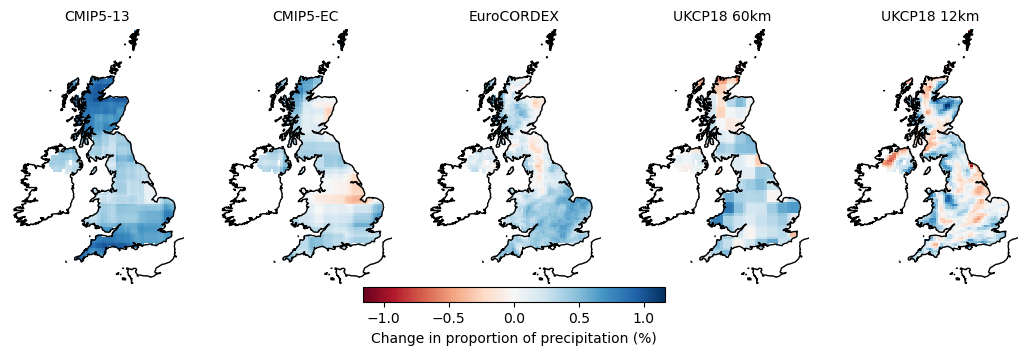 CMIP5-13
CMIP5-EC
EuroCORDEX
UKCP18 60km
UKCP18 12km
−1.0
−0.5
0.0
0.5
1.0
Change in proportion of precipitation (%)